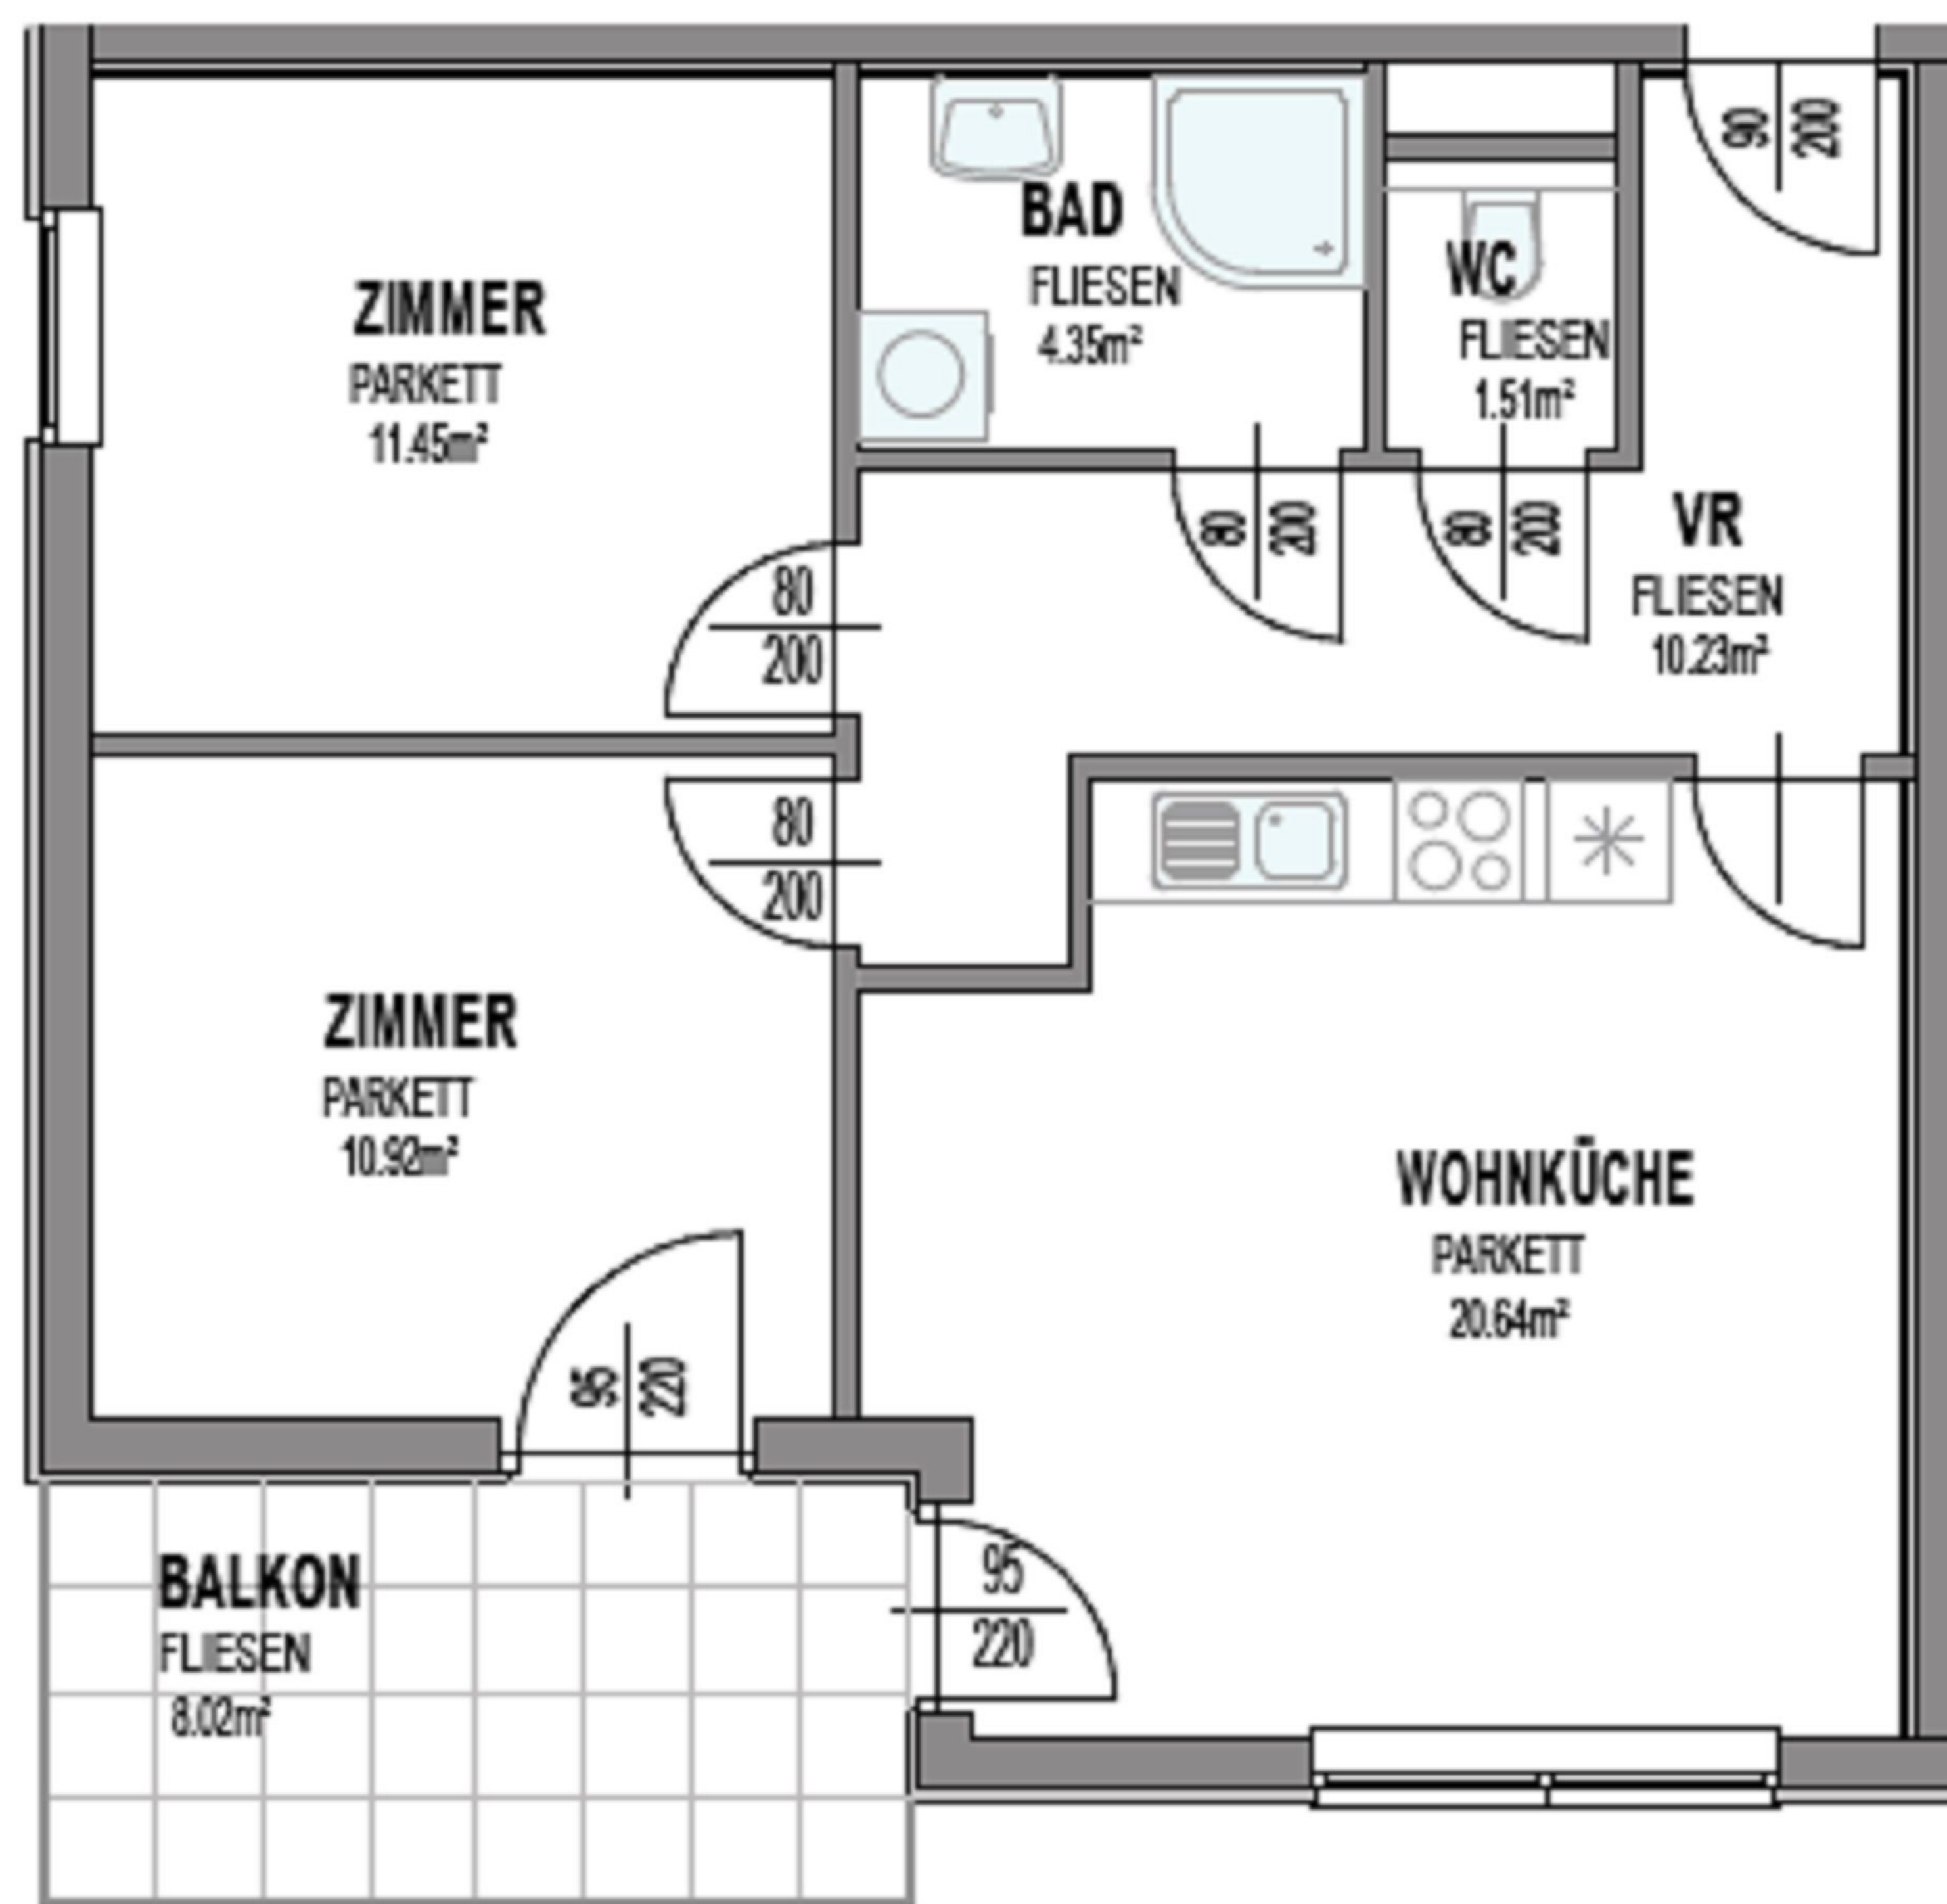 90
200
ZIMMER
PARKETT
11.45m²
BAD
FLIESEN
4.35m²
WC
FLIESEN
1.51m²
80
200
80
200
VR
FLIESEN
10.23m²
80
200
80
200
ZIMMER
PARKETT
10.92m²
WOHNKÜCHE
PARKETT
20.64m²
95
220
BALKON
FLIESEN
8.02m²
95
220